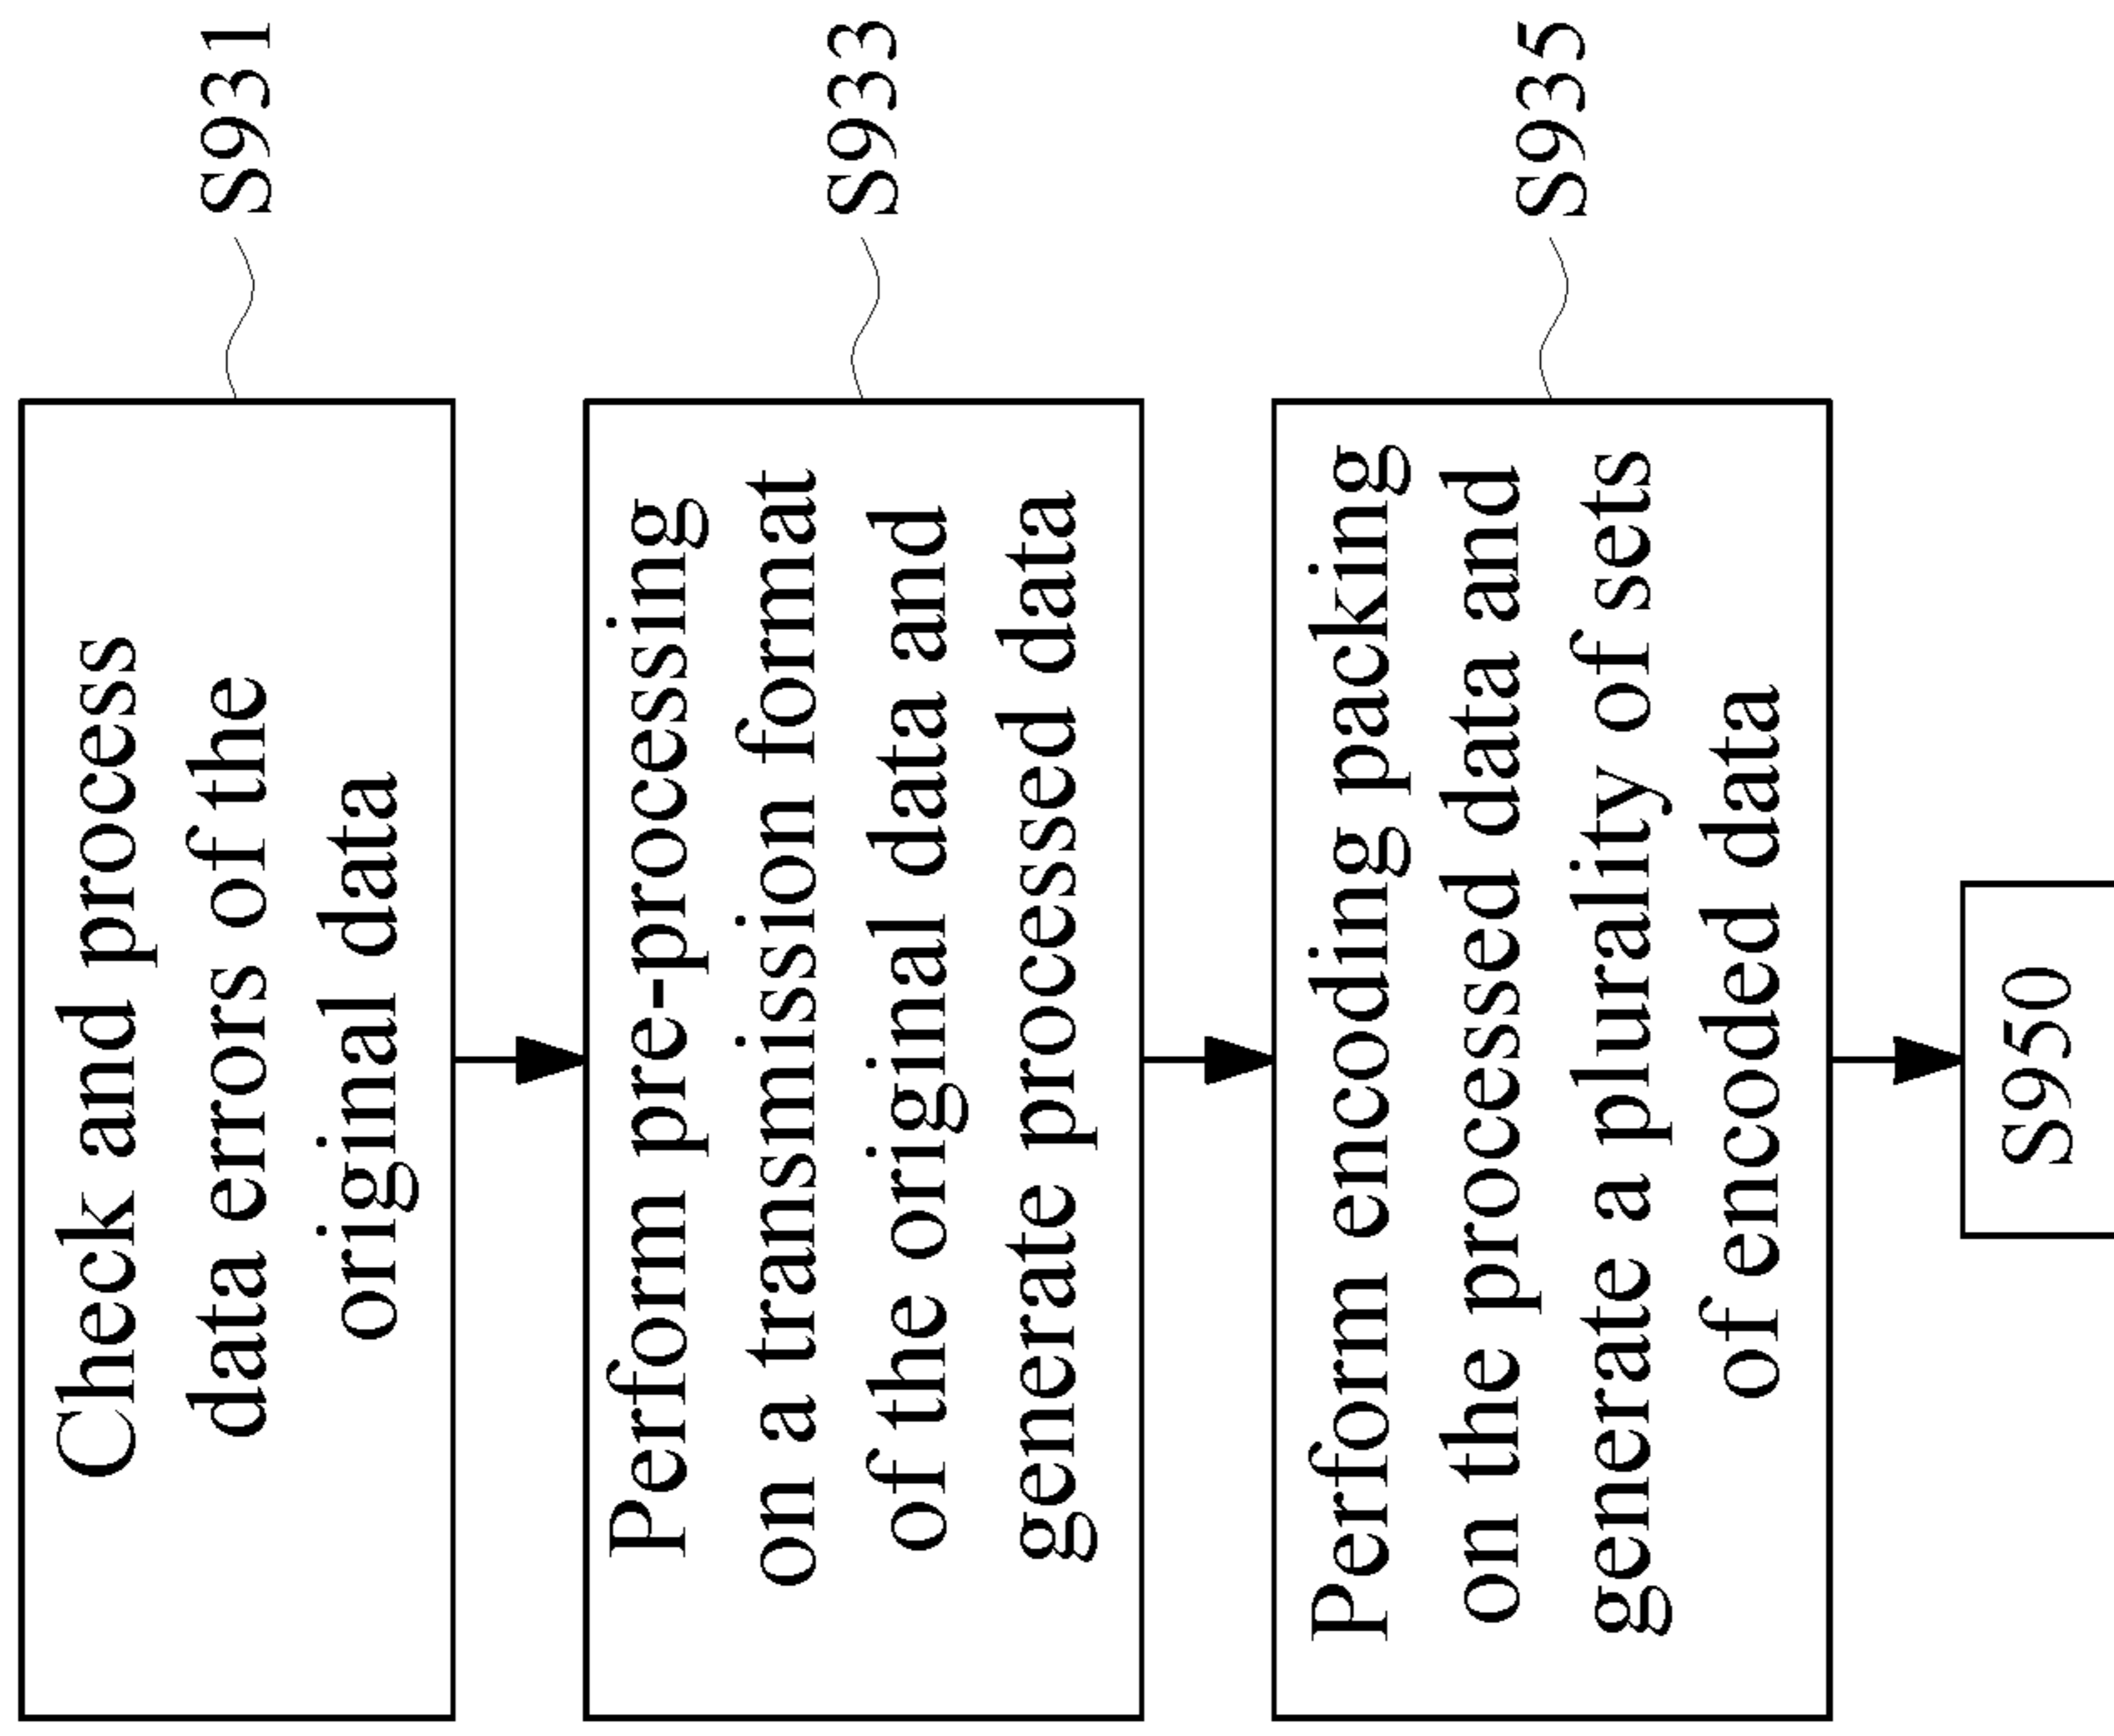 Check and process
data errors of the
original data
S931
Perform pre-processing
on a transmission format
of the original data and
generate processed data
S933
Perform encoding packing
on the processed data and
generate a plurality of sets
of encoded data
S935
S950